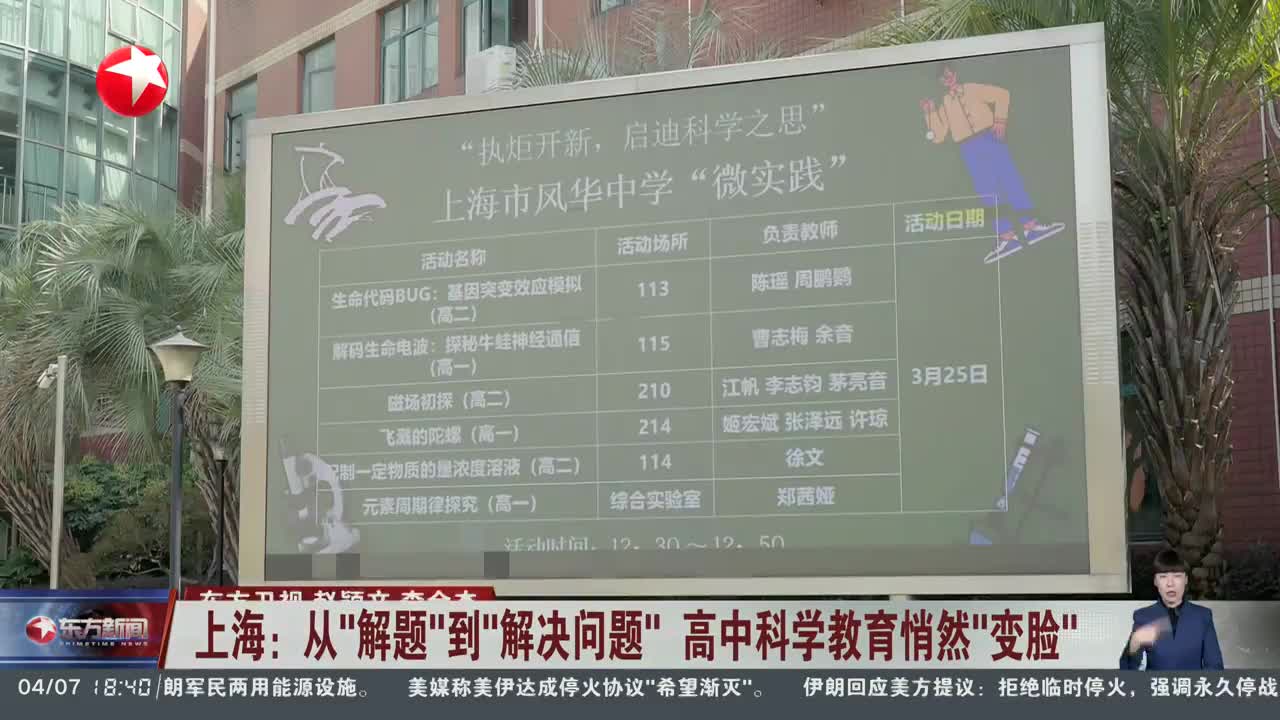 “执炬开新，启迪科学之思”
上海市风华中学“微实践”
活动名称 活动场所 负责教师 活动日期
生命代码BUG：基因突变效应模拟（高二） 113 陈瑶 周鹏鹦
解码生命电波：探秘牛蛙神经通信（高一） 115 曹志梅 余音
磁场初探（高二） 210 江帆 李志钧 茅亮音
3月25日
飞溅的陀螺（高一） 214 姬宏斌 张泽远 许琼
制一定物质的量浓度溶液（高二） 114 徐文
元素周期律探究（高一） 综合实验室 郑茜娅
活动时间：12：30～12：50
东方新闻
DRIMETIME NEWS
上海：从"解题"到"解决问题" 高中科学教育悄然"变脸"
04/07 18:40 朗军民两用能源设施。 美媒称美伊达成停火协议"希望渐灭"。 伊朗回应美方提议：拒绝临时停火，强调永久停战